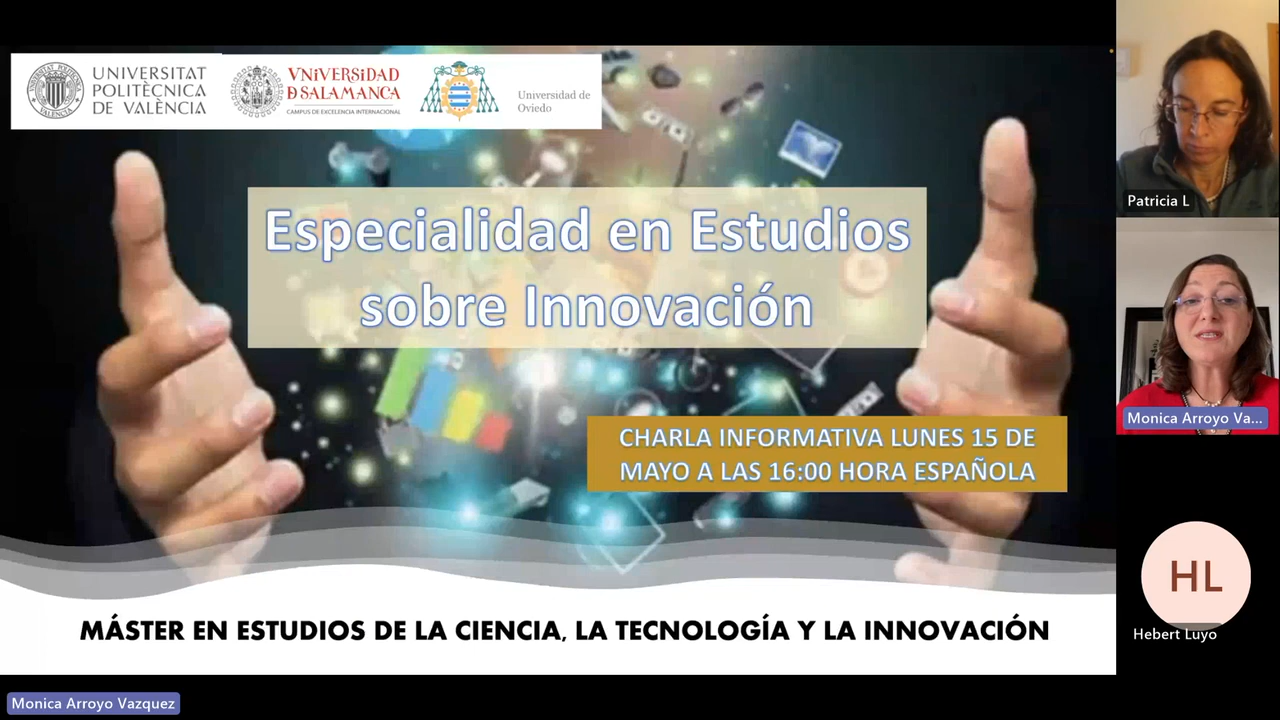 UNIVERSITAT
POLITÈCNICA
DE VALÈNCIA
VNiVERSiDAD
D SALAMANCA
CAMPUS DE EXCELENCIA INTERNACIONAL
Universidad de
Oviedo
Especialidad en Estudios
sobre Innovación
CHARLA INFORMATIVA LUNES 15 DE
MAYO A LAS 16:00 HORA ESPAÑOLA
MÁSTER EN ESTUDIOS DE LA CIENCIA, LA TECNOLOGÍA Y LA INNOVACIÓN
Monica Arroyo Vazquez
Patricia L
Monica Arroyo Va...
HL
Hebert Luyo